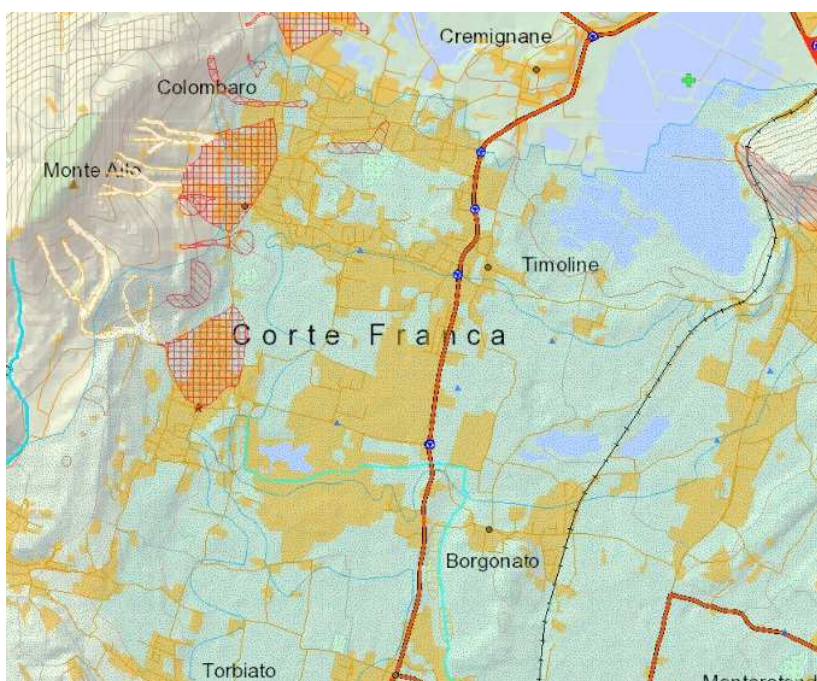 Cremignane
Colombaro
Monte Alto
Timoline
Corte Franca
Borgonato
Torbiato